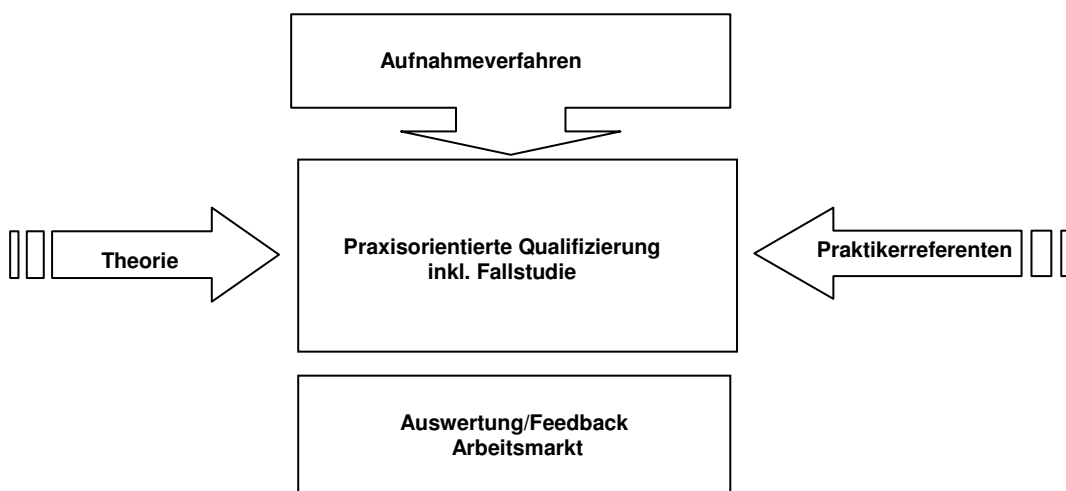 Aufnahmeverfahren
Theorie
Praxisorientierte Qualifizierung
inkl. Fallstudie
Praktikerreferenten
Auswertung/Feedback
Arbeitsmarkt